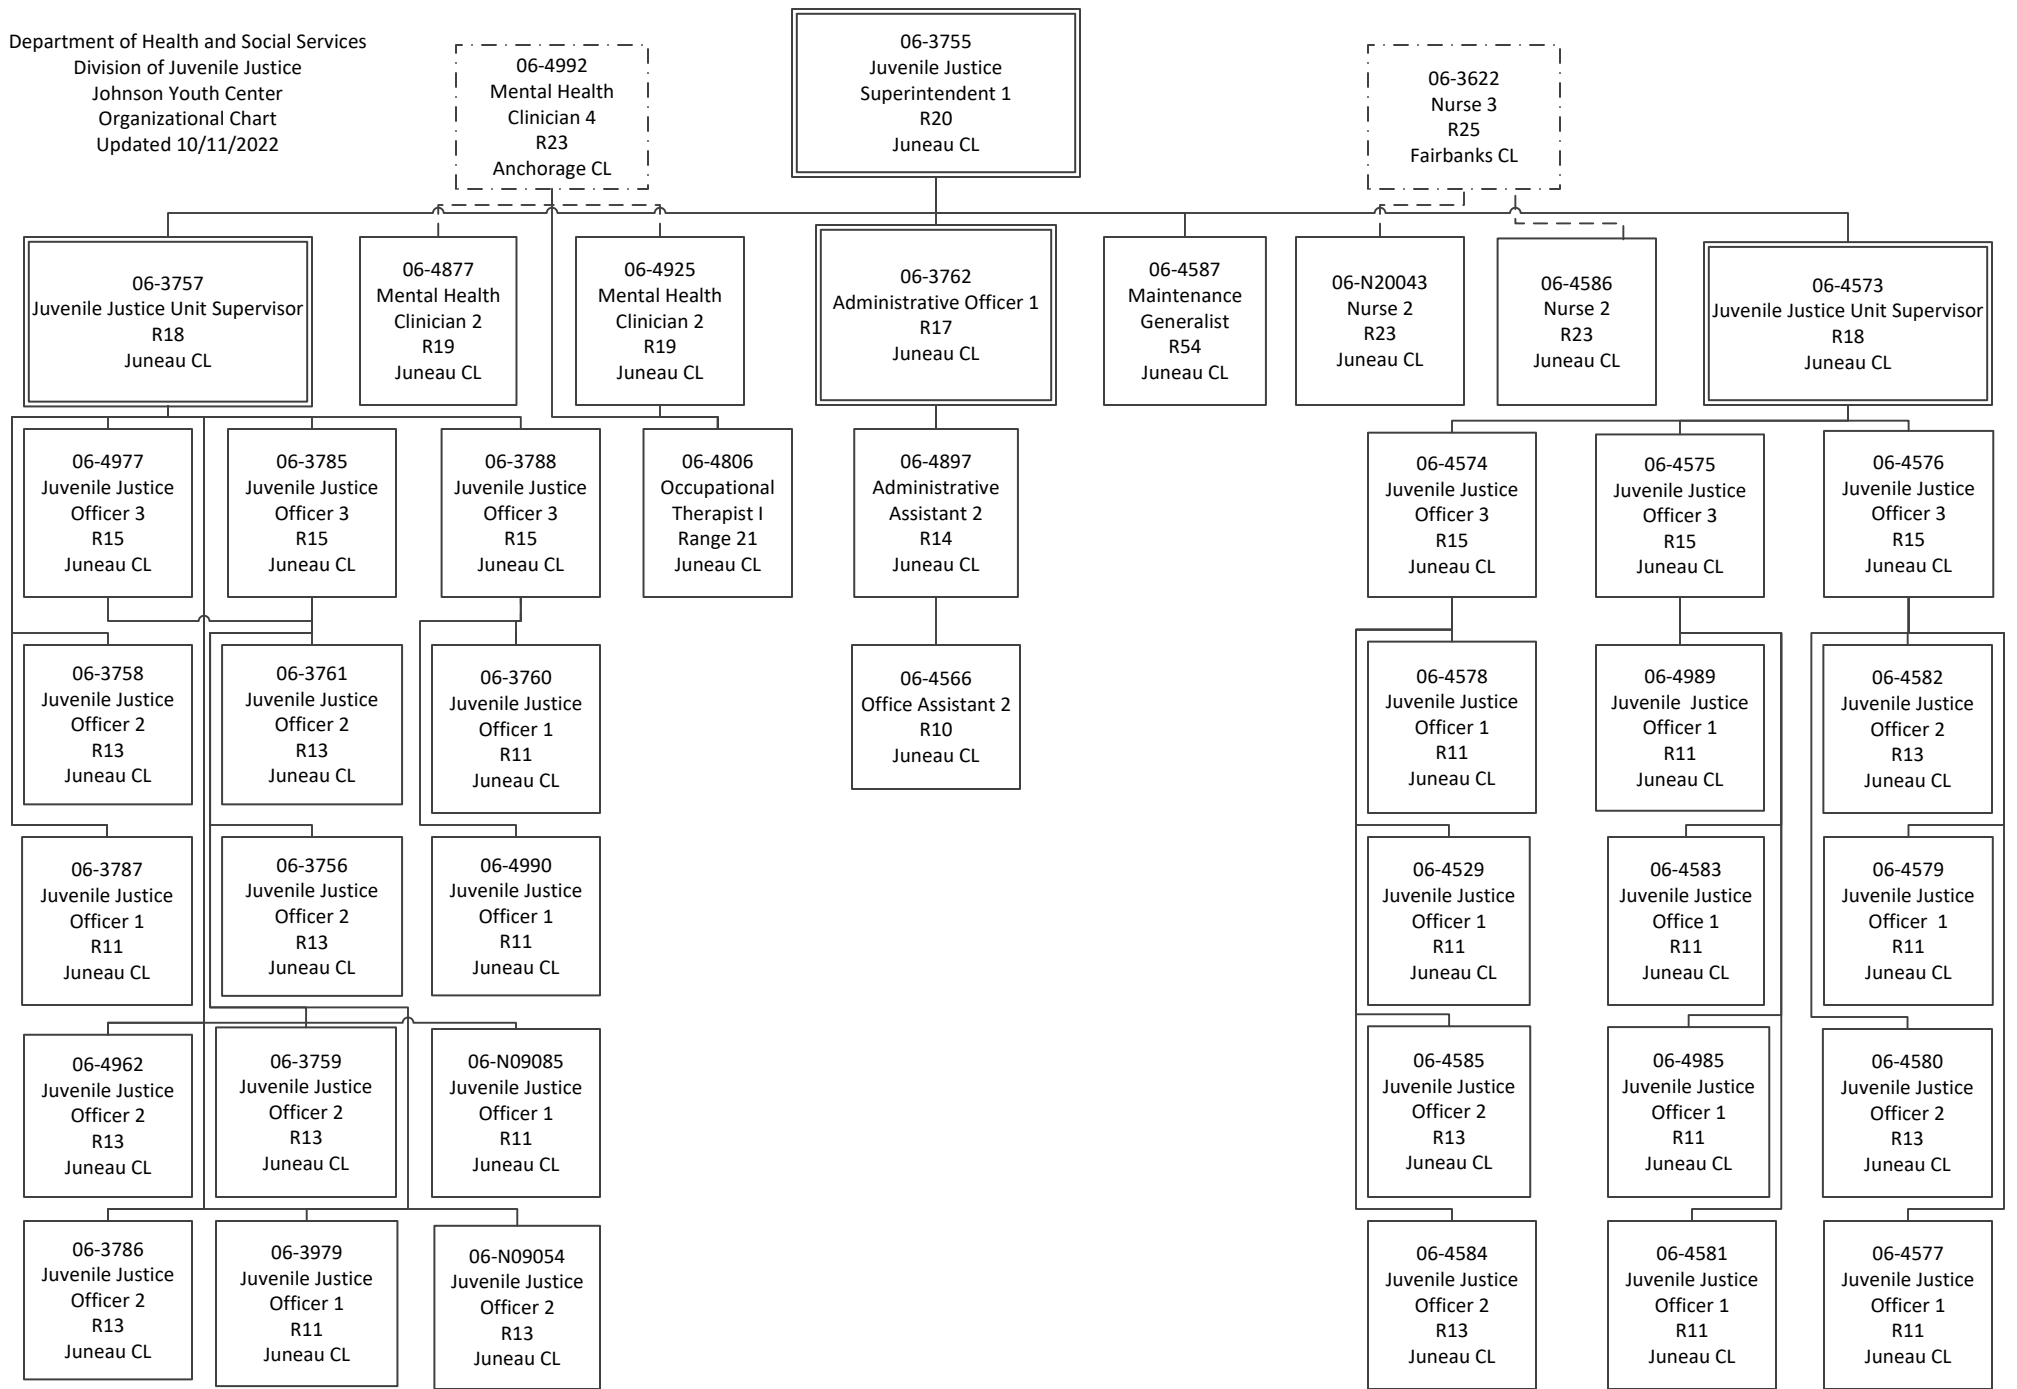 Department of Health and Social Services
Division of Juvenile Justice
Johnson Youth Center
Organizational Chart
Updated 10/11/2022
06-4992
Mental Health
Clinician 4
R23
Anchorage CL
06-3755
Juvenile Justice
Superintendent 1
R20
Juneau CL
06-3622
Nurse 3
R25
Fairbanks CL
06-3757
Juvenile Justice Unit Supervisor
R18
Juneau CL
06-4877
Mental Health
Clinician 2
R19
Juneau CL
06-4925
Mental Health
Clinician 2
R19
Juneau CL
06-3762
Administrative Officer 1
R17
Juneau CL
06-4587
Maintenance
Generalist
R54
Juneau CL
06-N20043
Nurse 2
R23
Juneau CL
06-4586
Nurse 2
R23
Juneau CL
06-4573
Juvenile Justice Unit Supervisor
R18
Juneau CL
06-4977
Juvenile Justice
Officer 3
R15
Juneau CL
06-3785
Juvenile Justice
Officer 3
R15
Juneau CL
06-3788
Juvenile Justice
Officer 3
R15
Juneau CL
06-4806
Occupational
Therapist I
Range 21
Juneau CL
06-4897
Administrative
Assistant 2
R14
Juneau CL
06-4574
Juvenile Justice
Officer 3
R15
Juneau CL
06-4575
Juvenile Justice
Officer 3
R15
Juneau CL
06-4576
Juvenile Justice
Officer 3
R15
Juneau CL
06-3758
Juvenile Justice
Officer 2
R13
Juneau CL
06-3761
Juvenile Justice
Officer 2
R13
Juneau CL
06-3760
Juvenile Justice
Officer 1
R11
Juneau CL
06-4566
Office Assistant 2
R10
Juneau CL
06-4578
Juvenile Justice
Officer 1
R11
Juneau CL
06-4989
Juvenile  Justice
Officer 1
R11
Juneau CL
06-4582
Juvenile Justice
Officer 2
R13
Juneau CL
06-3787
Juvenile Justice
Officer 1
R11
Juneau CL
06-3756
Juvenile Justice
Officer 2
R13
Juneau CL
06-4990
Juvenile Justice
Officer 1
R11
Juneau CL
06-4529
Juvenile Justice
Officer 1
R11
Juneau CL
06-4583
Juvenile Justice
Office 1
R11
Juneau CL
06-4579
Juvenile Justice
Officer  1
R11
Juneau CL
06-4962
Juvenile Justice
Officer 2
R13
Juneau CL
06-3759
Juvenile Justice
Officer 2
R13
Juneau CL
06-N09085
Juvenile Justice
Officer 1
R11
Juneau CL
06-4585
Juvenile Justice
Officer 2
R13
Juneau CL
06-4985
Juvenile Justice
Officer 1
R11
Juneau CL
06-4580
Juvenile Justice
Officer 2
R13
Juneau CL
06-3786
Juvenile Justice
Officer 2
R13
Juneau CL
06-3979
Juvenile Justice
Officer 1
R11
Juneau CL
06-N09054
Juvenile Justice
Officer 2
R13
Juneau CL
06-4584
Juvenile Justice
Officer 2
R13
Juneau CL
06-4581
Juvenile Justice
Officer 1
R11
Juneau CL
06-4577
Juvenile Justice
Officer 1
R11
Juneau CL